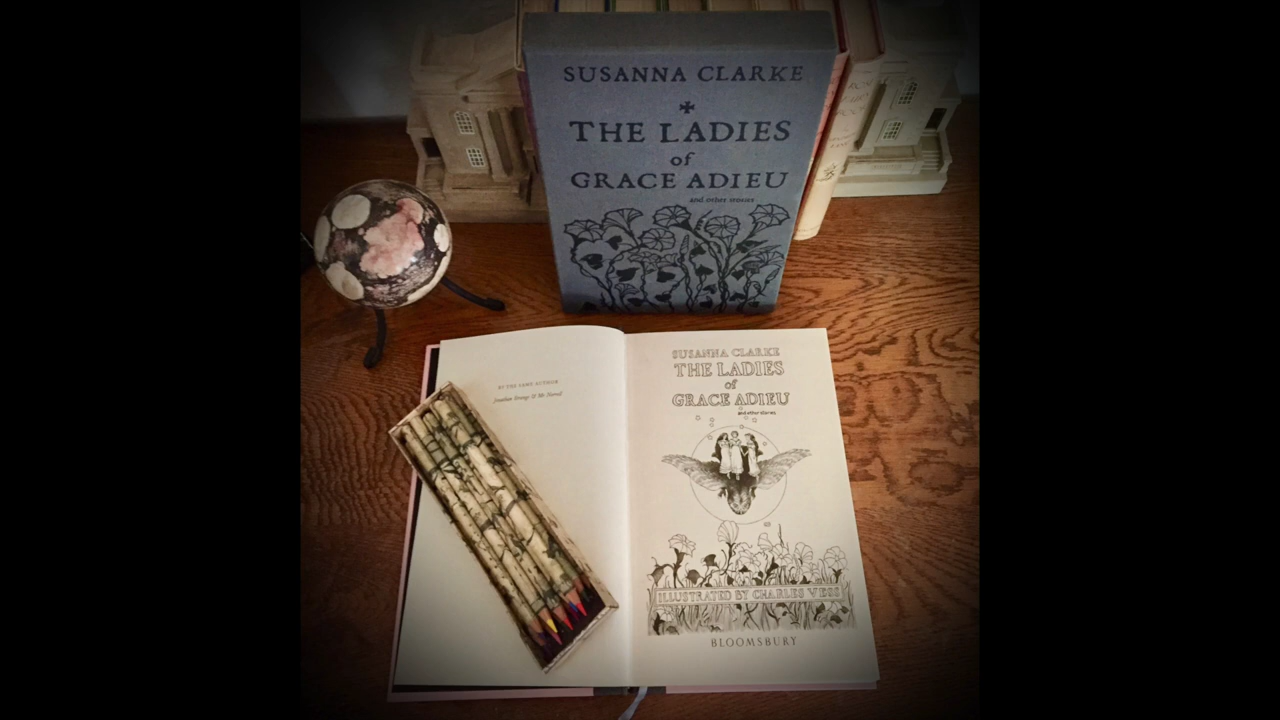 SUSANNA CLARKE
THE LADIES
of
GRACE ADIEU
and other stories
BY THE SAME AUTHOR
Jonathan Strange & Mr Norrell
SUSANNA CLARKE
THE LADIES
of
GRACE ADIEU
and other stories
ILLUSTRATED BY CHARLES VESS
BLOOMSBURY